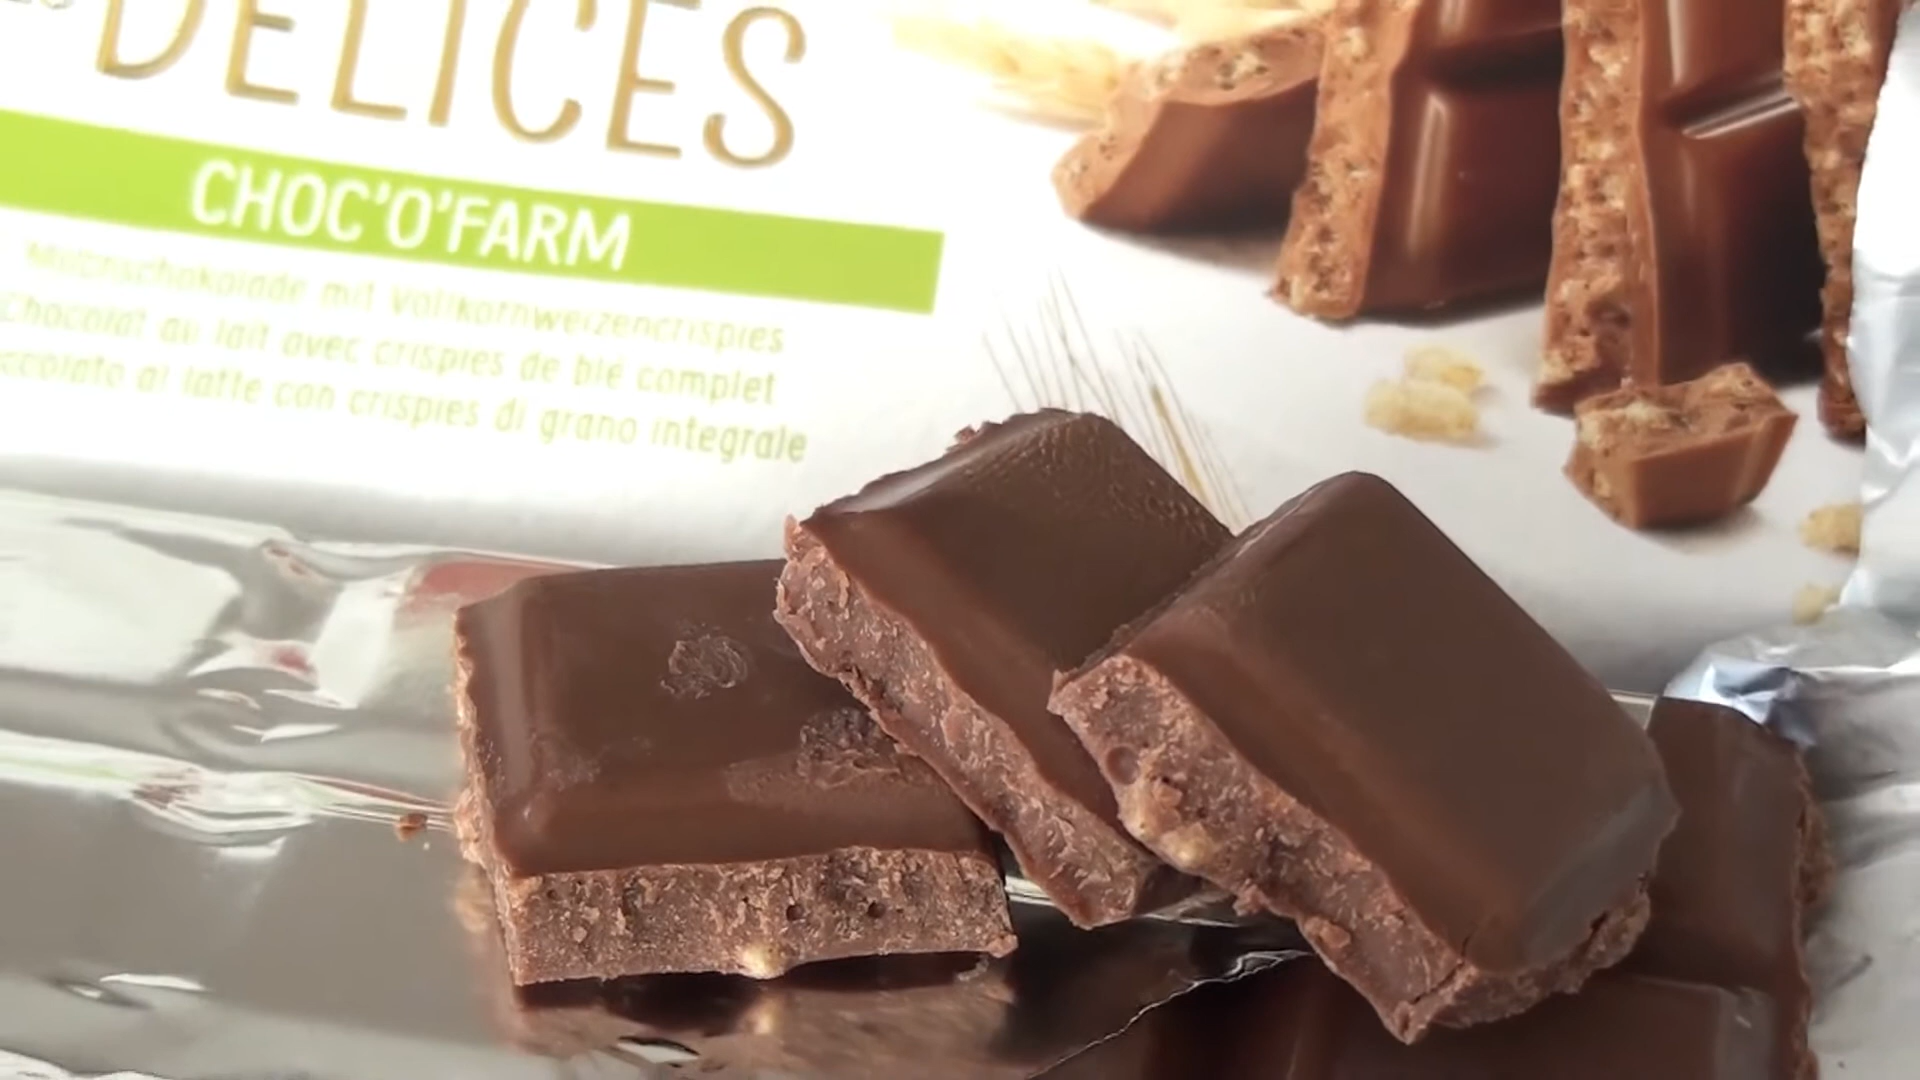 DÉLICES
CHOC'O'FARM
Milchschokolade mit Vollkornweizencrispies
Chocolat au lait avec crispies de blé complet
al latte con crispies di grano integrale